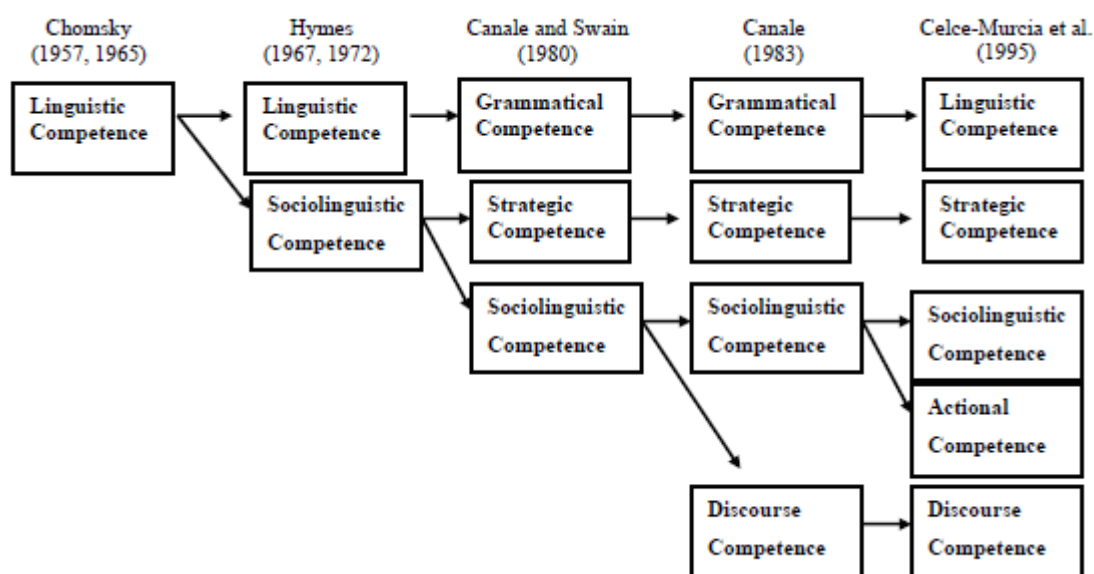 Chomsky
(1957, 1965)
Hymes
(1967, 1972)
Canale and Swain
(1980)
Canale
(1983)
Celce-Murcia et al.
(1995)
Linguistic
Competence
Linguistic
Competence
Grammatical
Competence
Grammatical
Competence
Linguistic
Competence
Sociolinguistic
Competence
Strategic
Competence
Strategic
Competence
Strategic
Competence
Sociolinguistic
Competence
Sociolinguistic
Competence
Sociolinguistic
Competence
Actional
Competence
Discourse
Competence
Discourse
Competence